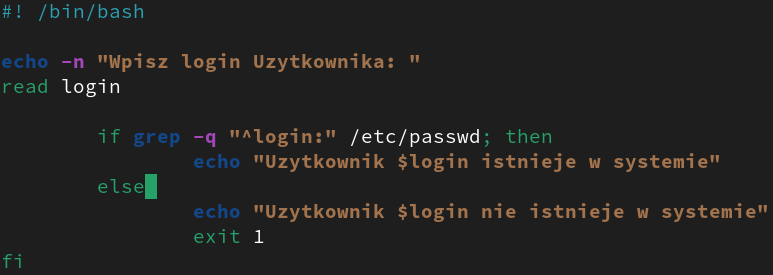 #! /bin/bash

echo -n "Wpisz login Uzytkownika: "
read login

        if grep -q "^login:" /etc/passwd; then
                echo "Uzytkownik $login istnieje w systemie"
        else
                echo "Uzytkownik $login nie istnieje w systemie"
                exit 1
fi